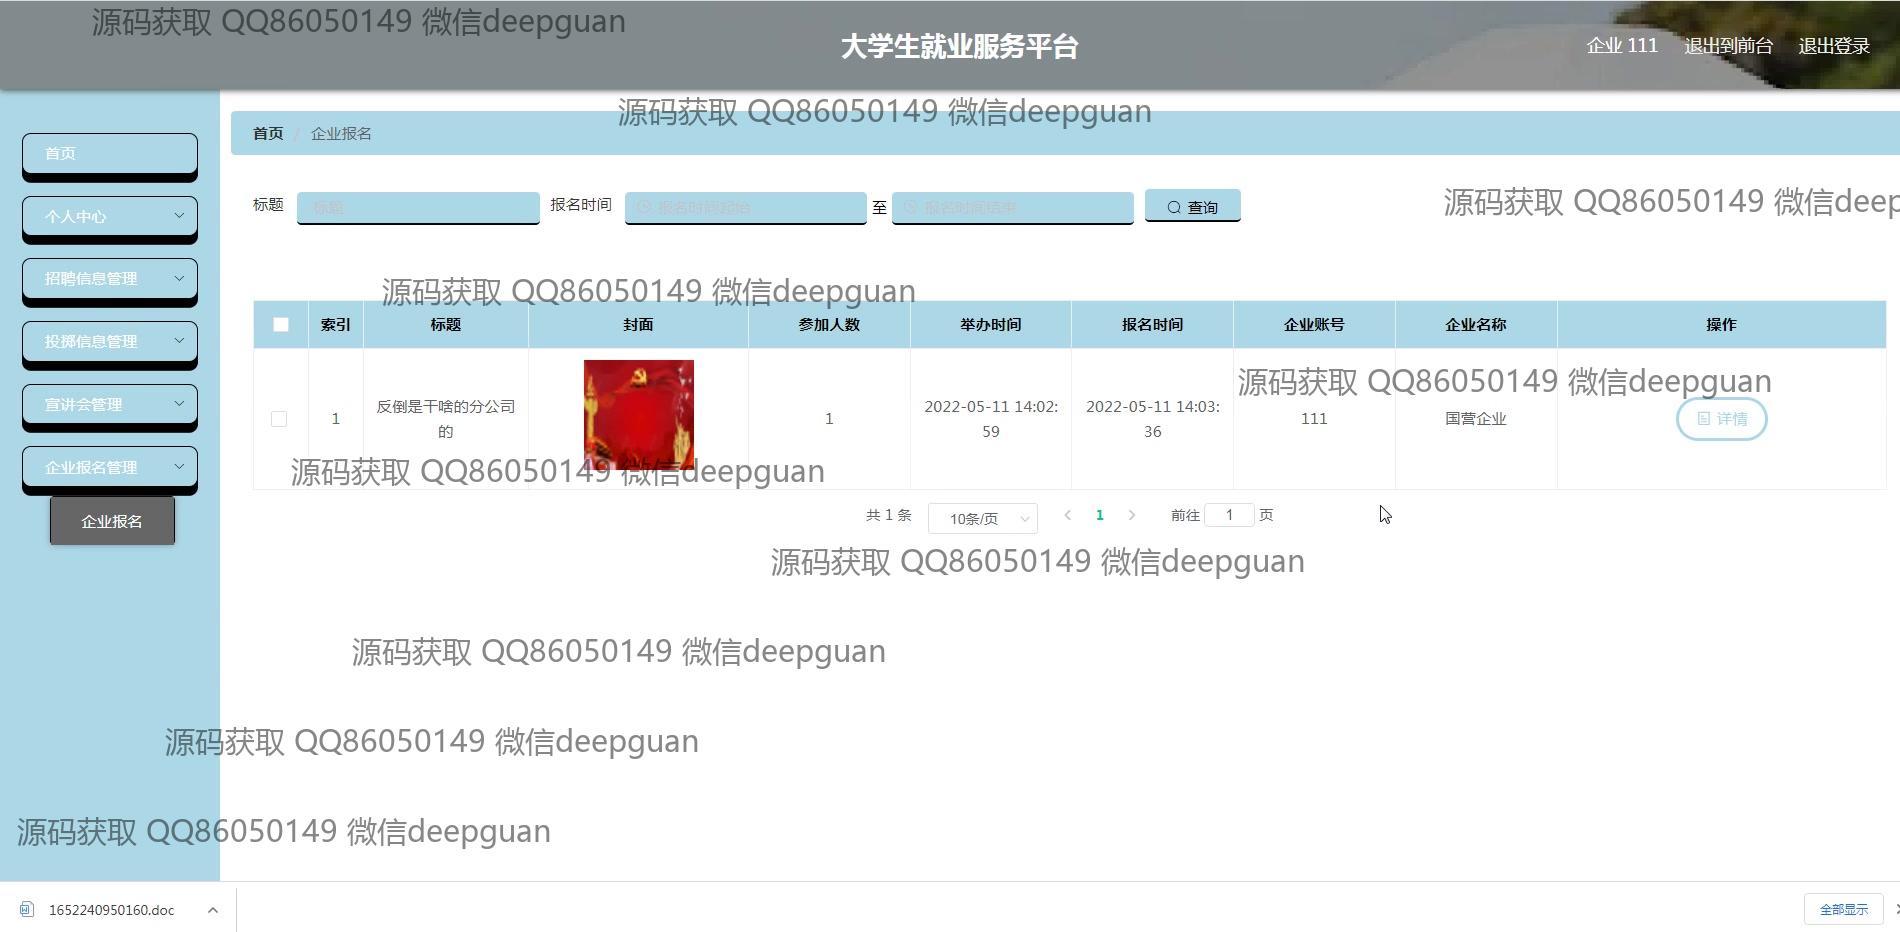 源码获取 QQ86050149 微信deepguan
大学生就业服务平台
企业 111 退出到前台 退出登录
源码获取 QQ86050149 微信deepguan
首页 / 企业报名
首页
个人中心
招聘信息管理
投掷信息管理
宣讲会管理
企业报名管理
企业报名
源码获取 QQ86050149 微信deep
标题 标题 报名时间 报名时间起始 至 报名时间结束 查询
源码获取 QQ86050149 微信deepguan
索引 标题 封面 参加人数 举办时间 报名时间 企业账号 企业名称 操作
源码获取 QQ86050149 微信deepguan
1 反倒是干啥的分公司的 1 2022-05-11 14:02:59 2022-05-11 14:03:36 111 国营企业 详情
源码获取 QQ86050149 微信deepguan
共 1 条 10条/页 1 前往 1 页
源码获取 QQ86050149 微信deepguan
源码获取 QQ86050149 微信deepguan
源码获取 QQ86050149 微信deepguan
源码获取 QQ86050149 微信deepguan
1652240950160.doc 全部显示